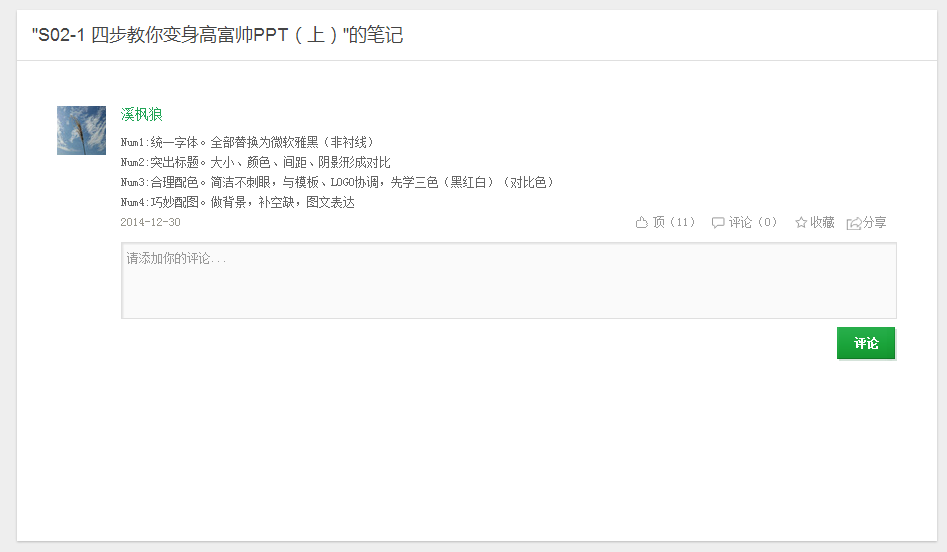 "S02-1 四步教你变身高富帅PPT（上）"的笔记
溪枫狼
Num1:统一字体。全部替换为微软雅黑（非衬线）
Num2:突出标题。大小、颜色、间距、阴影形成对比
Num3:合理配色。简洁不刺眼，与模板、LOGO协调，先学三色（黑红白）（对比色）
Num4:巧妙配图。做背景，补空缺，图文表达
2014-12-30 顶（11） 评论（0） 收藏 分享
请添加你的评论...
评论